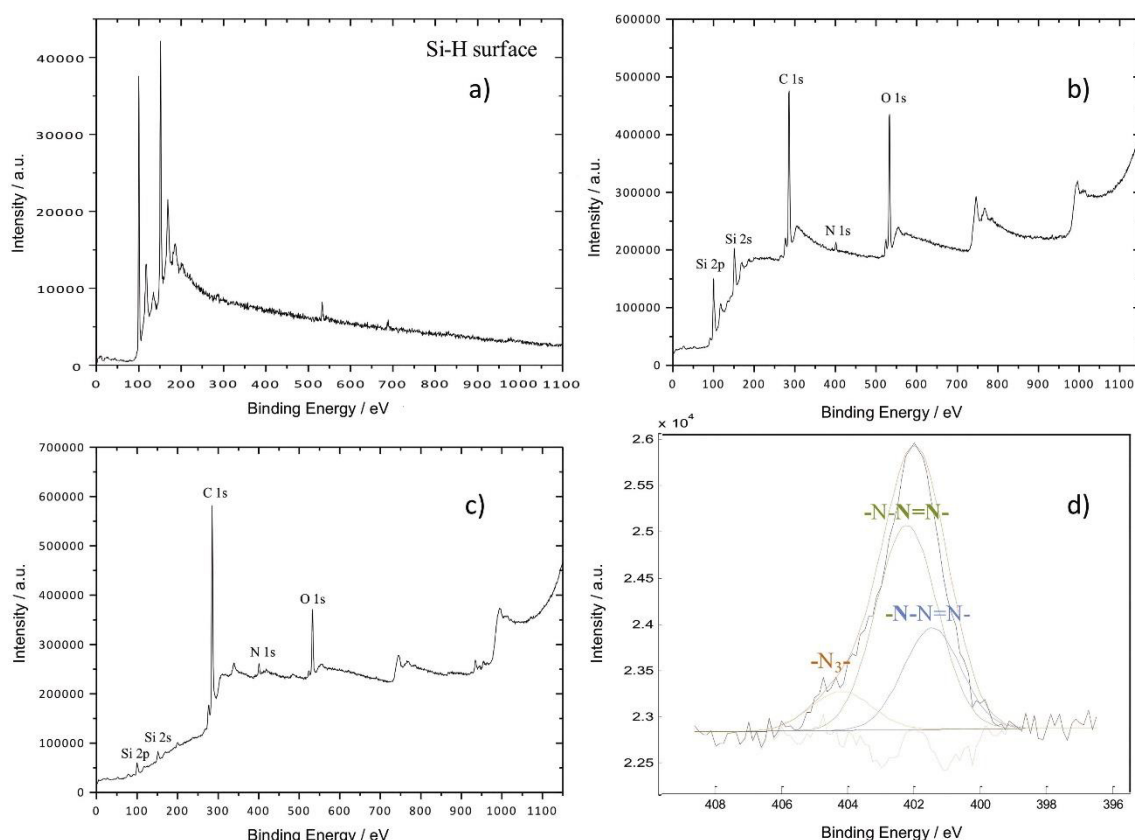 Si-H surface
a)
40000
30000
20000
10000
0
0 100 200 300 400 500 600 700 800 900 1000 1100
Intensity / a.u.
Binding Energy / eV
b)
600000
500000
400000
300000
200000
100000
0
C 1s
O 1s
N 1s
Si 2s
Si 2p
0 100 200 300 400 500 600 700 800 900 1000 1100
Intensity / a.u.
Binding Energy / eV
c)
700000
600000
500000
400000
300000
200000
100000
0
C 1s
O 1s
N 1s
Si 2s
Si 2p
0 100 200 300 400 500 600 700 800 900 1000 1100
Intensity / a.u.
Binding Energy / eV
d)
× 10⁴
2.6
2.55
2.5
2.45
2.4
2.35
2.3
2.25
-N-N=N-
-N-N=N-
-N₃-
408 406 404 402 400 398 396
Intensity / a.u.
Binding Energy / eV